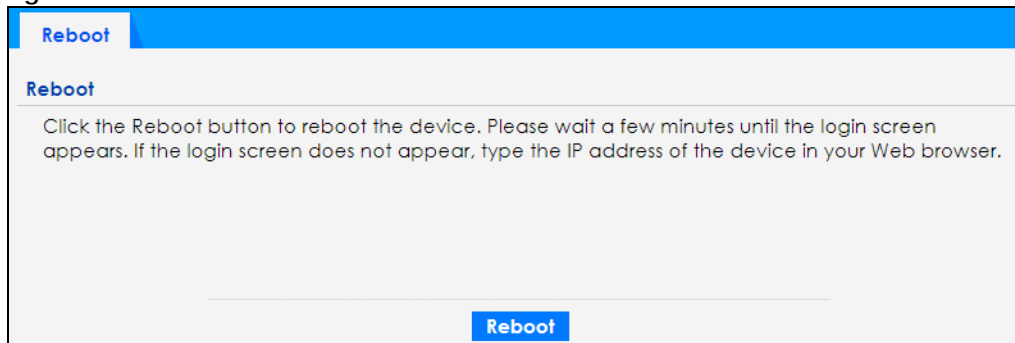 Reboot
Reboot
Click the Reboot button to reboot the device. Please wait a few minutes until the login screen
appears. If the login screen does not appear, type the IP address of the device in your Web browser.
Reboot